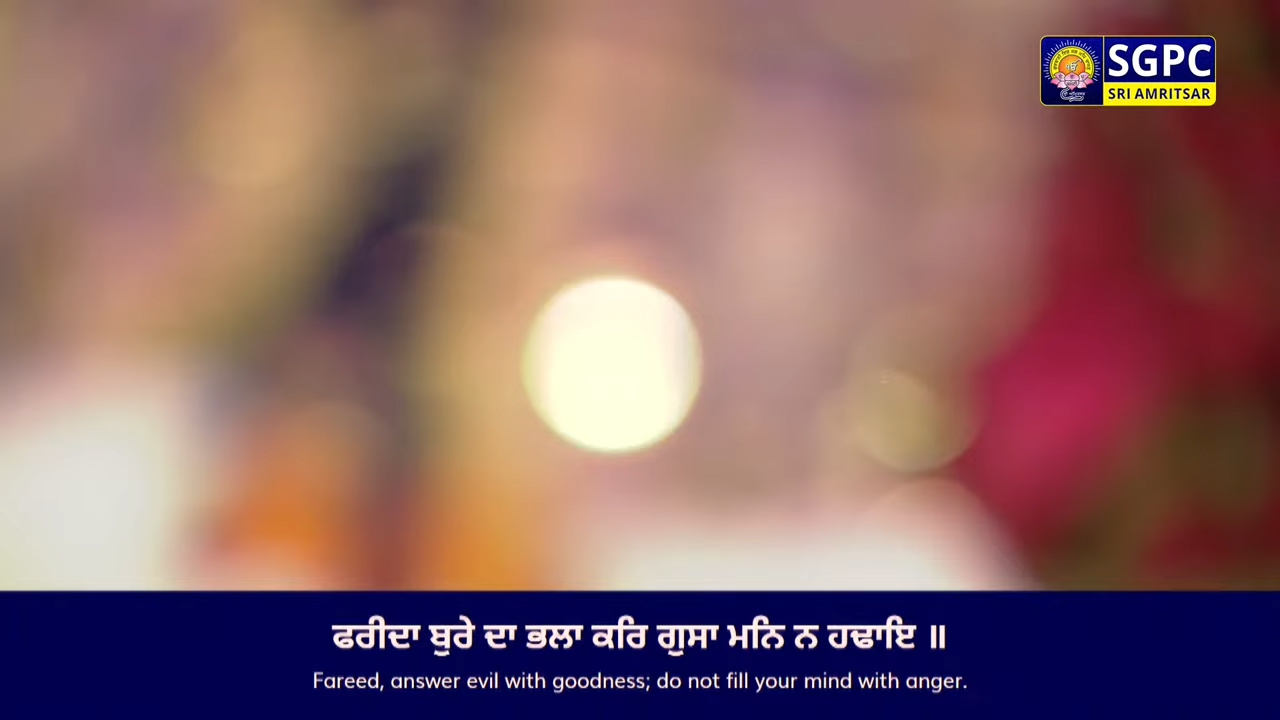 SGPC
SRI AMRITSAR
ਫਰੀਦਾ ਬੁਰੇ ਦਾ ਭਲਾ ਕਰਿ ਗੁਸਾ ਮਨਿ ਨ ਹਢਾਇ ॥
Fareed, answer evil with goodness; do not fill your mind with anger.